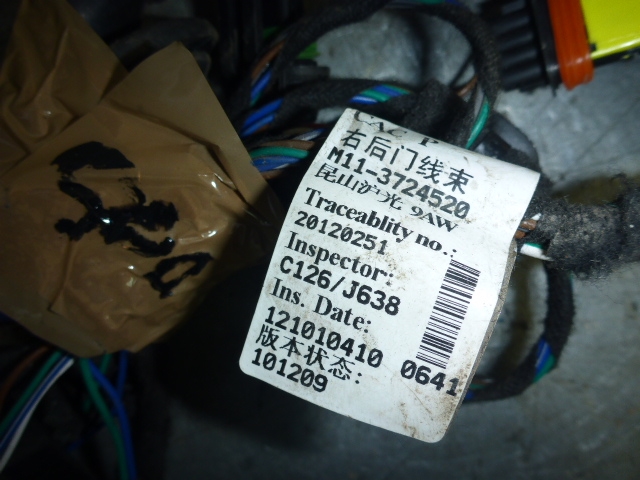 右后门线束
M11-3724520
昆山沪光 9AW
Traceablity no.:
20120251
Inspector:
C126/J638
Ins. Date:
121010410 0641
版本状态:
101209